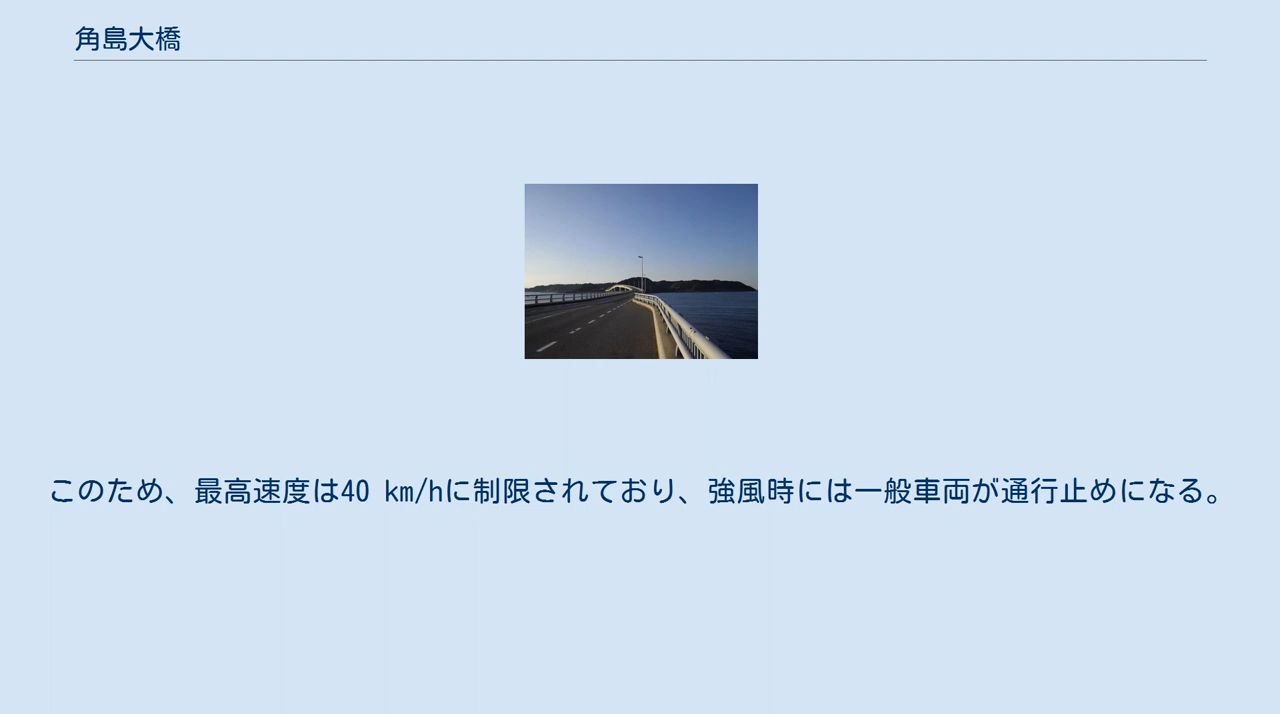 角島大橋
このため、最高速度は40 km/hに制限されており、強風時には一般車両が通行止めになる。